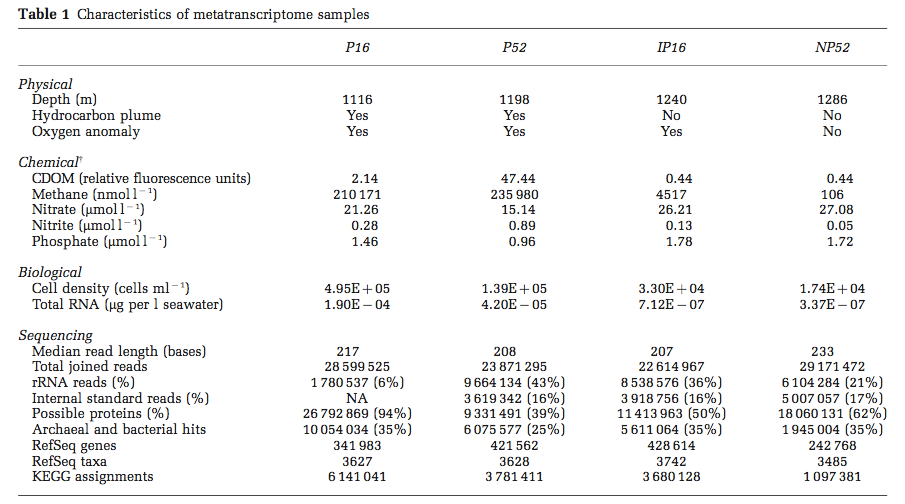 Table 1 Characteristics of metatranscriptome samples
P16 P52 IP16 NP52
Physical
Depth (m) 1116 1198 1240 1286
Hydrocarbon plume Yes Yes No No
Oxygen anomaly Yes Yes Yes No
Chemical†
CDOM (relative fluorescence units) 2.14 47.44 0.44 0.44
Methane (nmol l⁻¹) 210 171 235 980 4517 106
Nitrate (μmol l⁻¹) 21.26 15.14 26.21 27.08
Nitrite (μmol l⁻¹) 0.28 0.89 0.13 0.05
Phosphate (μmol l⁻¹) 1.46 0.96 1.78 1.72
Biological
Cell density (cells ml⁻¹) 4.95E+05 1.39E+05 3.30E+04 1.74E+04
Total RNA (μg per l seawater) 1.90E−04 4.20E−05 7.12E−07 3.37E−07
Sequencing
Median read length (bases) 217 208 207 233
Total joined reads 28 599 525 23 871 295 22 614 967 29 171 472
rRNA reads (%) 1 780 537 (6%) 9 664 134 (43%) 8 538 576 (36%) 6 104 284 (21%)
Internal standard reads (%) NA 3 619 342 (16%) 3 918 756 (16%) 5 007 057 (17%)
Possible proteins (%) 26 792 869 (94%) 9 331 491 (39%) 11 413 963 (50%) 18 060 131 (62%)
Archaeal and bacterial hits 10 054 034 (35%) 6 075 577 (25%) 5 611 064 (35%) 1 945 004 (35%)
RefSeq genes 341 983 421 562 428 614 242 768
RefSeq taxa 3627 3628 3742 3485
KEGG assignments 6 141 041 3 781 411 3 680 128 1 097 381